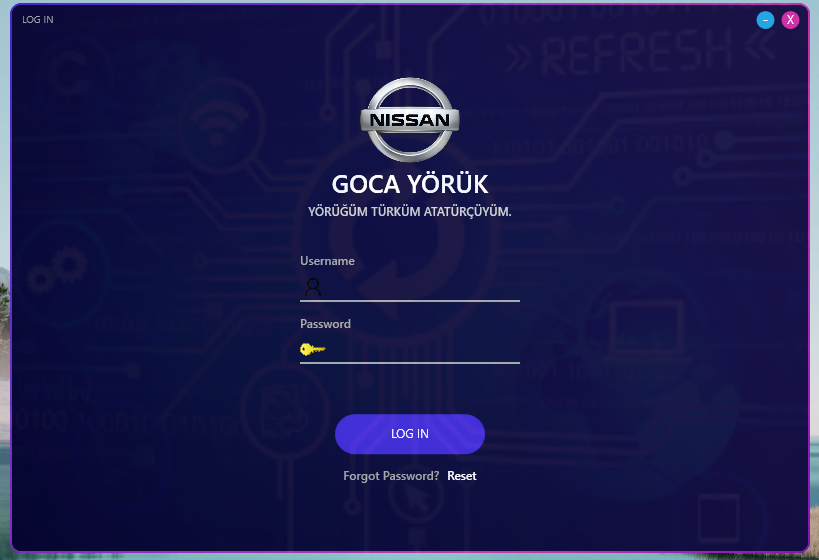 LOG IN
– X
» REFRESH «
NISSAN
GOCA YÖRÜK
YÖRÜĞÜM TÜRKÜM ATATÜRÇÜYÜM.
Username
Password
LOG IN
Forgot Password? Reset